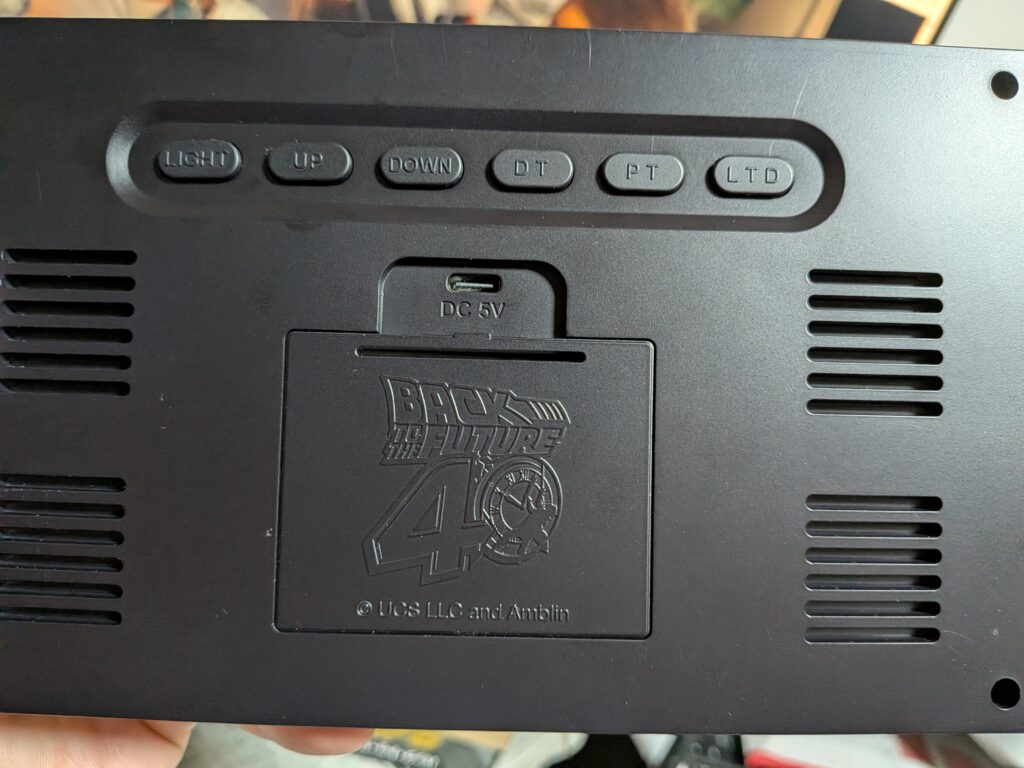 LIGHT UP DOWN DT PT LTD
DC 5V
BACK
TO THE FUTURE
40
© UCS LLC and Amblin